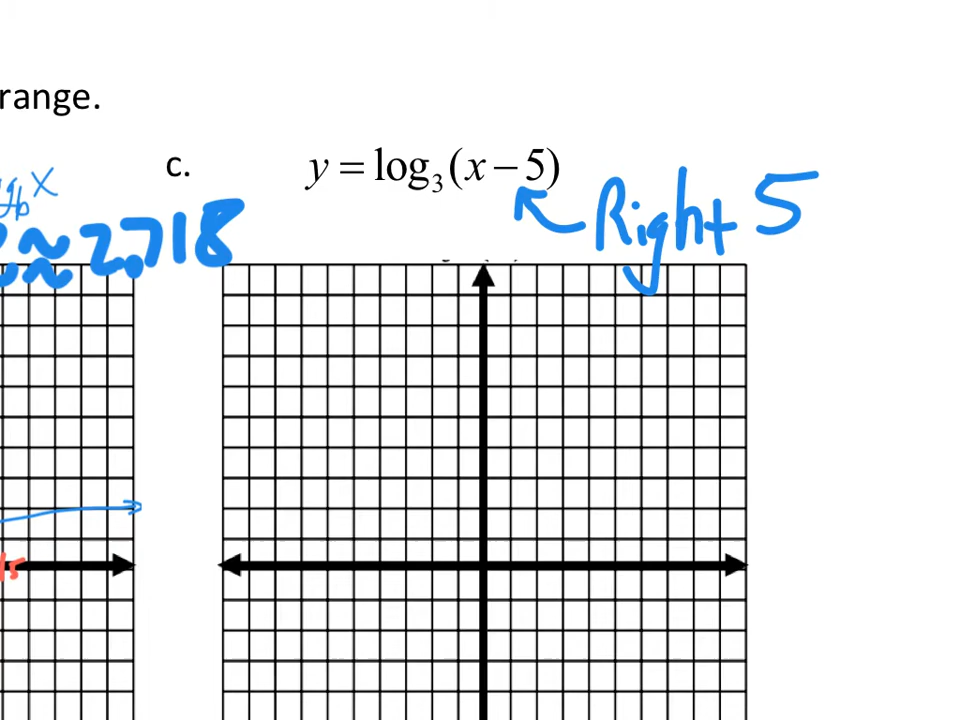 range.
c. y = log₃(x − 5)
x
≈ 2.718
Right 5